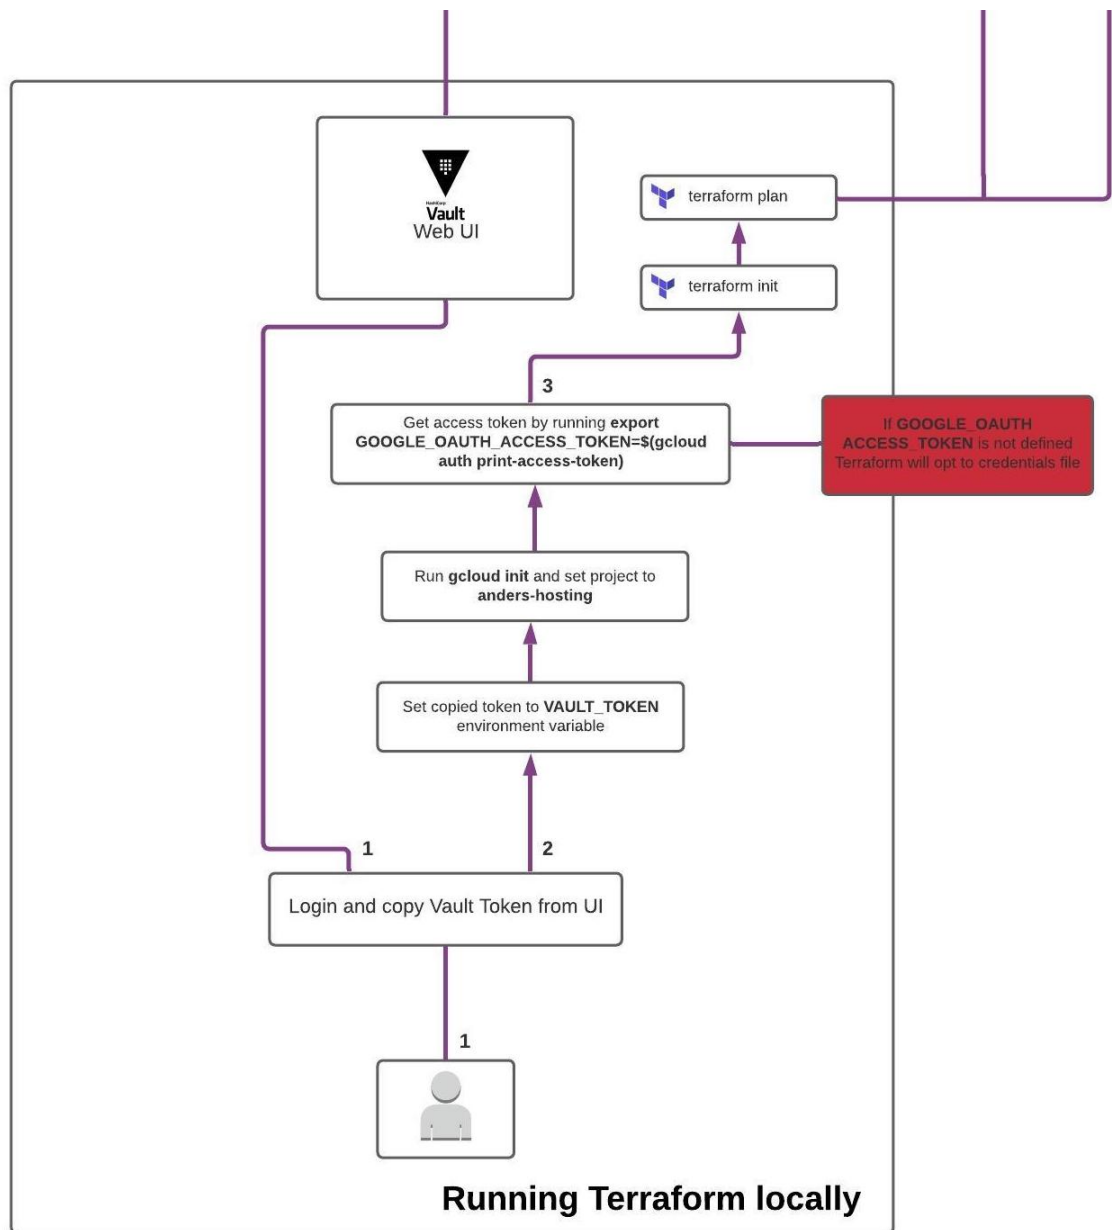 HashiCorp
Vault
Web UI
terraform plan
terraform init
3
Get access token by running export
GOOGLE_OAUTH_ACCESS_TOKEN=$(gcloud
auth print-access-token)
If GOOGLE_OAUTH
ACCESS_TOKEN is not defined
Terraform will opt to credentials file
Run gcloud init and set project to
anders-hosting
Set copied token to VAULT_TOKEN
environment variable
1
2
Login and copy Vault Token from UI
1
Running Terraform locally